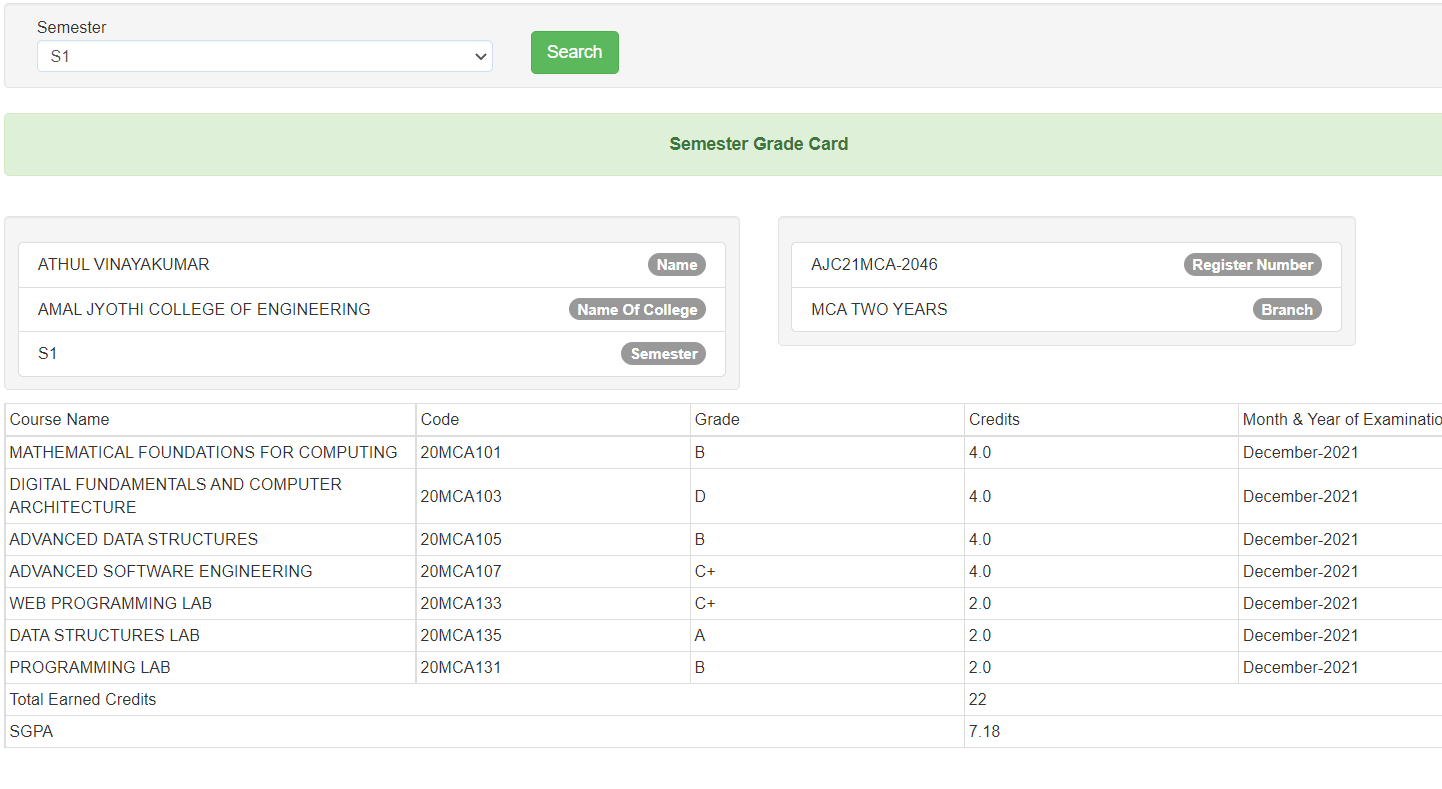 Semester
S1
Search
Semester Grade Card
ATHUL VINAYAKUMAR Name
AMAL JYOTHI COLLEGE OF ENGINEERING Name Of College
S1 Semester
AJC21MCA-2046 Register Number
MCA TWO YEARS Branch
Course Name Code Grade Credits Month & Year of Examinatio
MATHEMATICAL FOUNDATIONS FOR COMPUTING 20MCA101 B 4.0 December-2021
DIGITAL FUNDAMENTALS AND COMPUTER
ARCHITECTURE 20MCA103 D 4.0 December-2021
ADVANCED DATA STRUCTURES 20MCA105 B 4.0 December-2021
ADVANCED SOFTWARE ENGINEERING 20MCA107 C+ 4.0 December-2021
WEB PROGRAMMING LAB 20MCA133 C+ 2.0 December-2021
DATA STRUCTURES LAB 20MCA135 A 2.0 December-2021
PROGRAMMING LAB 20MCA131 B 2.0 December-2021
Total Earned Credits 22
SGPA 7.18